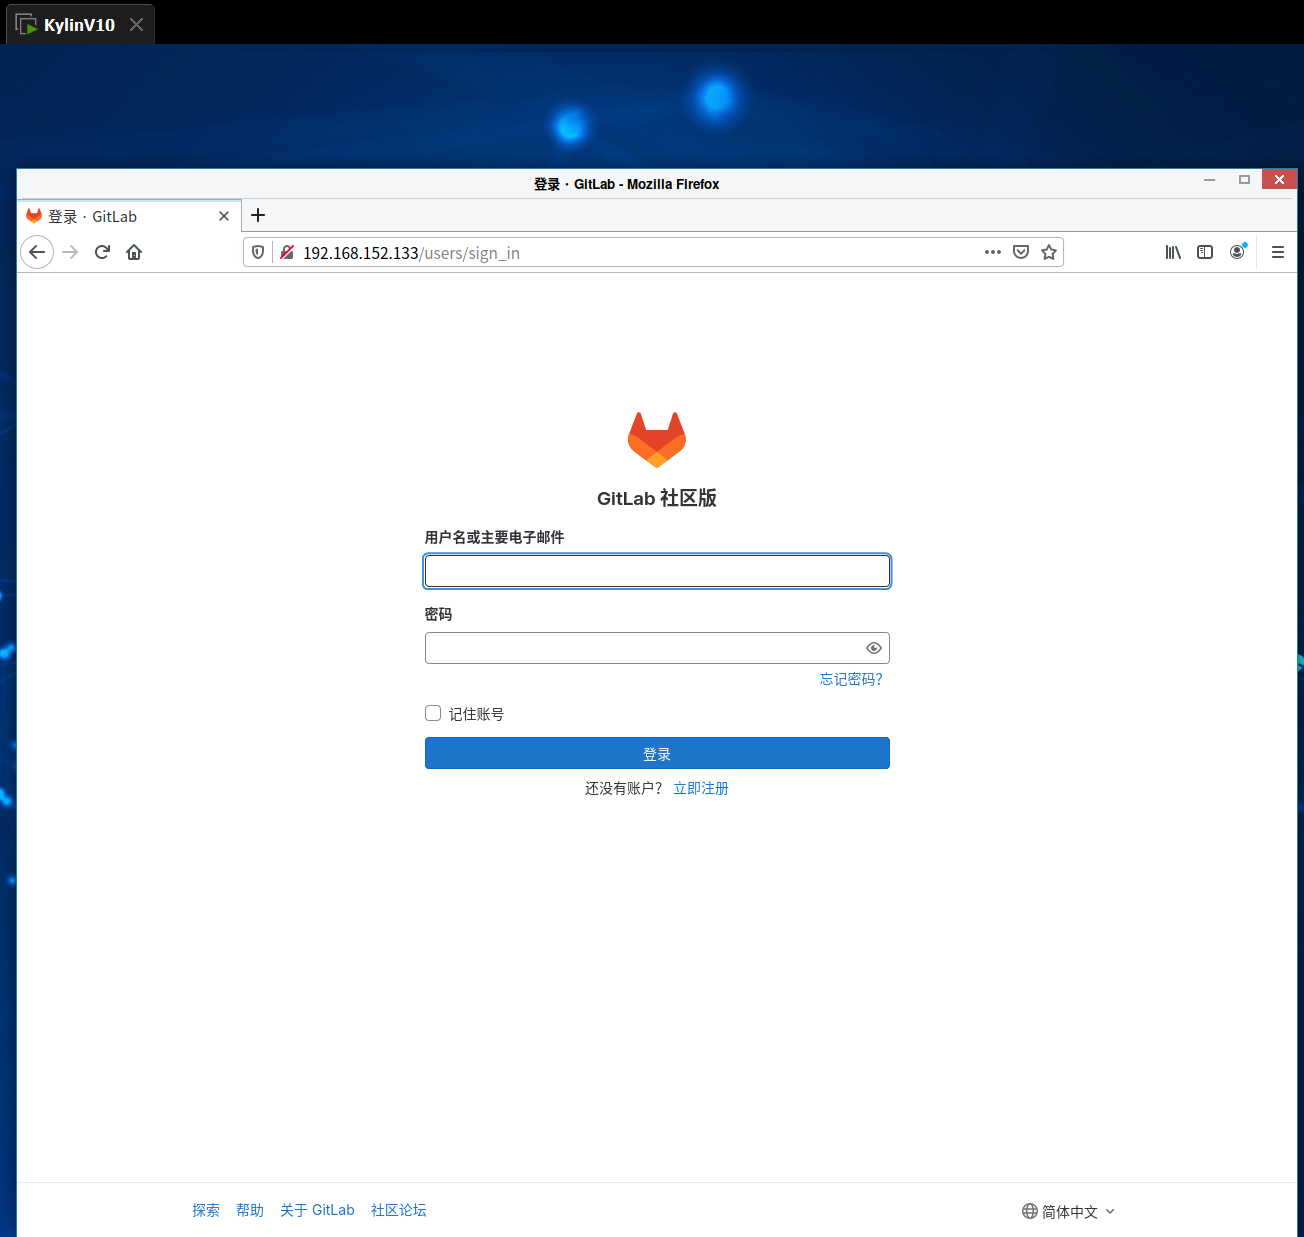 KylinV10
登录 · GitLab - Mozilla Firefox
登录 · GitLab
192.168.152.133/users/sign_in
GitLab 社区版
用户名或主要电子邮件
密码
忘记密码?
记住账号
登录
还没有账户? 立即注册
探索 帮助 关于 GitLab 社区论坛 简体中文